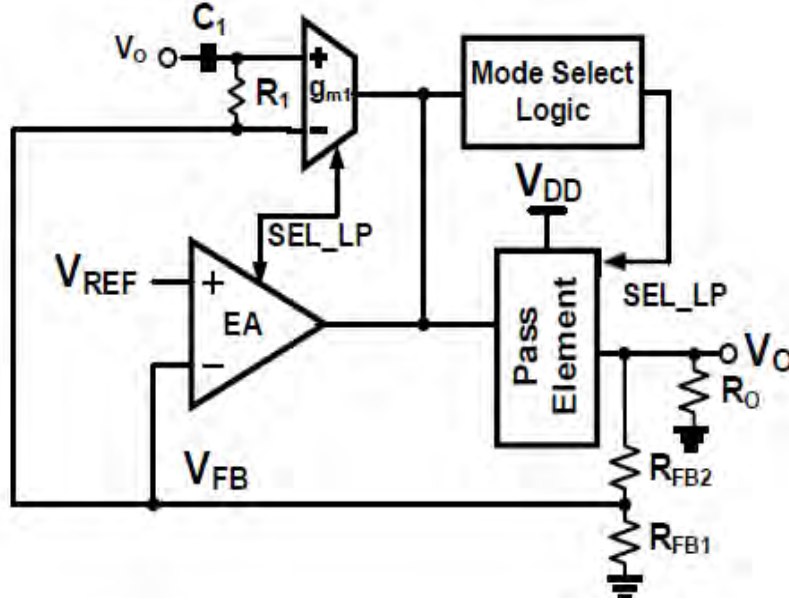 C1
Vo
+
gm1
R1
−
Mode Select
Logic
VDD
SEL_LP
VREF
+
EA
−
SEL_LP
Pass
Element
VO
RO
VFB
RFB2
RFB1